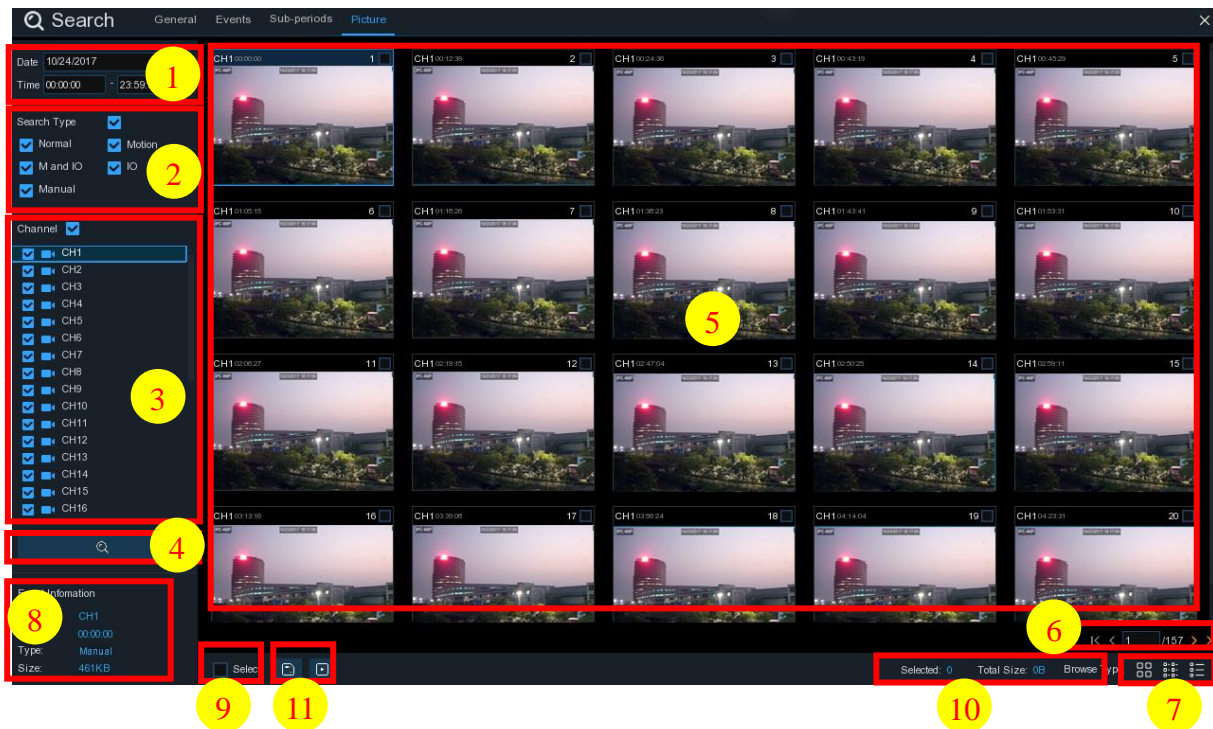 Search General Events Sub-periods Picture
Date 10/24/2017
Time 00:00:00 - 23:59:
1
Search Type
Normal Motion
M and IO IO
Manual
2
Channel
CH1
CH2
CH3
CH4
CH5
CH6
CH7
CH8
CH9
CH10
CH11
CH12
CH13
CH14
CH15
CH16
3
4
CH1 00:00:00 1
CH1 00:12:39 2
CH1 00:24:36 3
CH1 00:43:19 4
CH1 00:45:29 5
CH1 01:05:15 6
CH1 01:18:26 7
CH1 01:36:23 8
CH1 01:43:41 9
CH1 01:53:31 10
5
CH1 02:06:27 11
CH1 02:19:15 12
CH1 02:47:04 13
CH1 02:50:25 14
CH1 02:59:11 15
CH1 03:13:16 16
CH1 03:39:08 17
CH1 03:56:24 18
CH1 04:14:04 19
CH1 04:23:31 20
Infomation
8
CH1
00:00:00
Type: Manual
Size: 461KB
6
1 /157
Selec
Selected: 0 Total Size: 0B Browse Typ
9
11
10
7